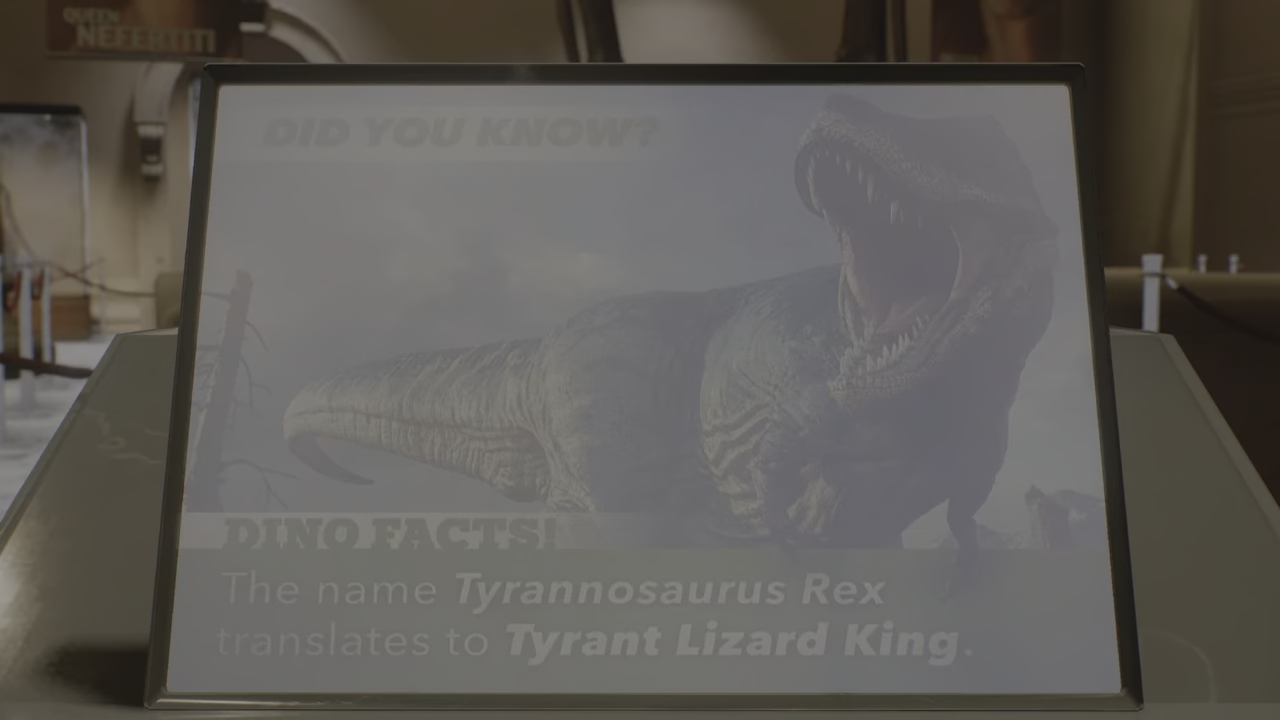 QUEEN
NEFERTITI
DID YOU KNOW?
DINO FACTS!
The name Tyrannosaurus Rex
translates to Tyrant Lizard King.